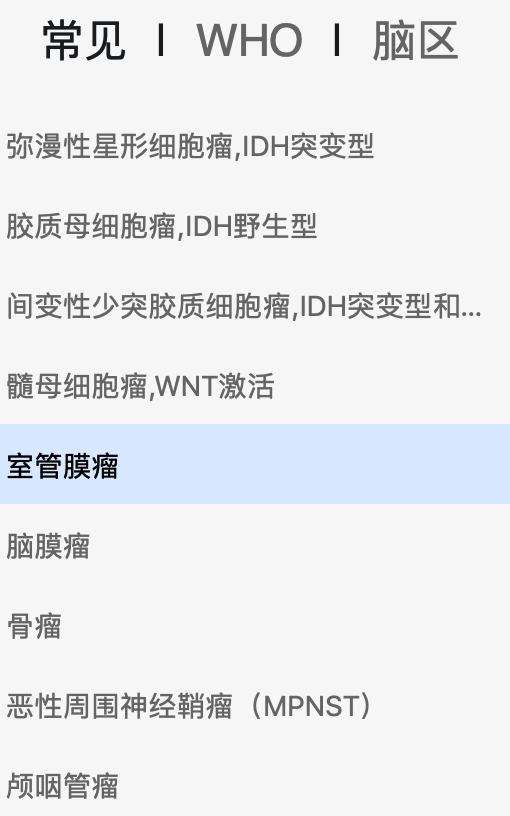 常见 | WHO | 脑区
弥漫性星形细胞瘤,IDH突变型
胶质母细胞瘤,IDH野生型
间变性少突胶质细胞瘤,IDH突变型和...
髓母细胞瘤,WNT激活
室管膜瘤
脑膜瘤
骨瘤
恶性周围神经鞘瘤（MPNST）
颅咽管瘤